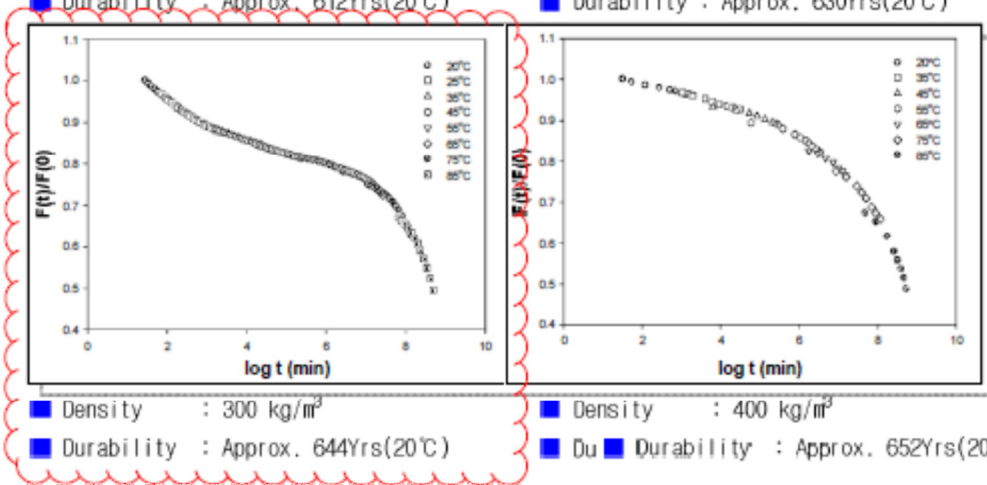 Durability : Approx. 612Yrs(20℃)
Durability : Approx. 630Yrs(20℃)
F(t)/F(0)
1.1
1.0
0.9
0.8
0.7
0.6
0.5
0.4
0
2
4
6
8
10
log t (min)
20°C
25°C
35°C
45°C
55°C
65°C
75°C
85°C
F(t)/F(0)
1.1
1.0
0.9
0.8
0.7
0.6
0.5
0.4
0
2
4
6
8
10
log t (min)
20°C
35°C
45°C
55°C
65°C
75°C
85°C
Density : 300 kg/㎥
Durability : Approx. 644Yrs(20℃)
Density : 400 kg/㎥
Du Durability : Approx. 652Yrs(20